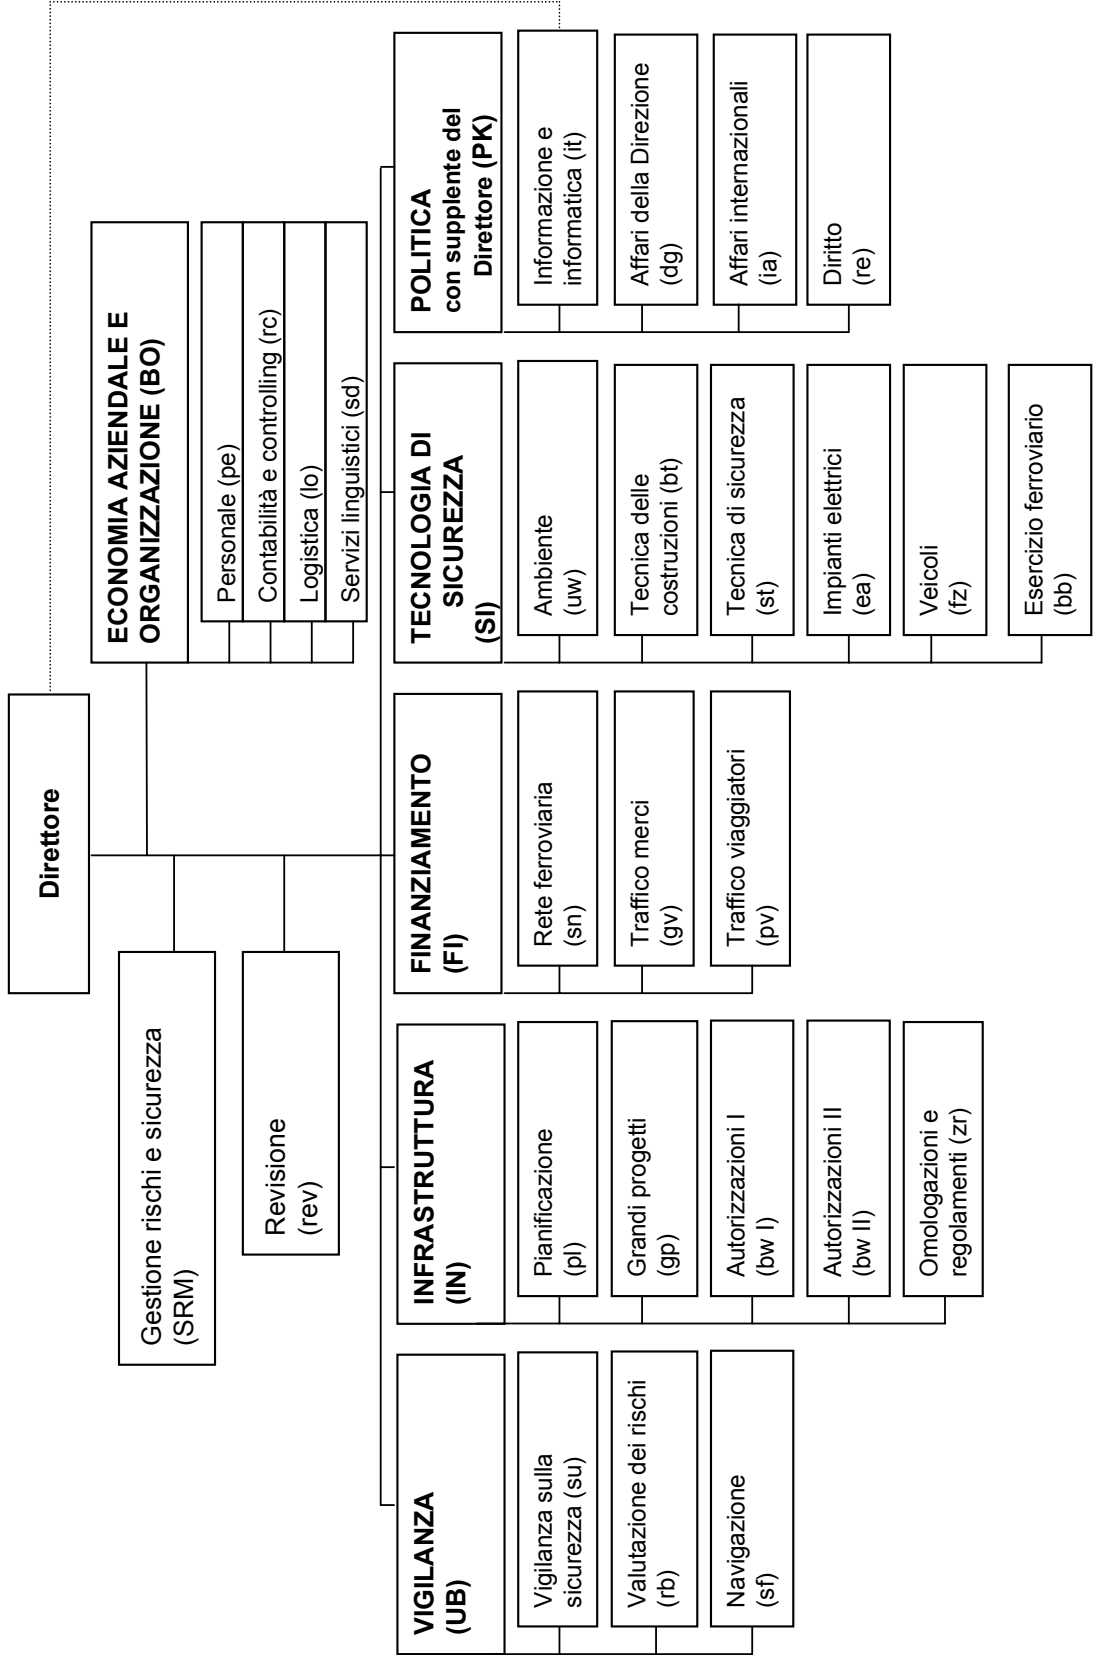 Direttore
Gestione rischi e sicurezza
(SRM)
Revisione
(rev)
ECONOMIA AZIENDALE E
ORGANIZZAZIONE (BO)
Personale (pe)
Contabilità e controlling (rc)
Logistica (lo)
Servizi linguistici (sd)
VIGILANZA
(UB)
Vigilanza sulla
sicurezza (su)
Valutazione dei rischi
(rb)
Navigazione
(sf)
INFRASTRUTTURA
(IN)
Pianificazione
(pl)
Grandi progetti
(gp)
Autorizzazioni I
(bw I)
Autorizzazioni II
(bw II)
Omologazioni e
regolamenti (zr)
FINANZIAMENTO
(FI)
Rete ferroviaria
(sn)
Traffico merci
(gv)
Traffico viaggiatori
(pv)
TECNOLOGIA DI
SICUREZZA
(SI)
Ambiente
(uw)
Tecnica delle
costruzioni (bt)
Tecnica di sicurezza
(st)
Impianti elettrici
(ea)
Veicoli
(fz)
Esercizio ferroviario
(bb)
POLITICA
con supplente del
Direttore (PK)
Informazione e
informatica (it)
Affari della Direzione
(dg)
Affari internazionali
(ia)
Diritto
(re)